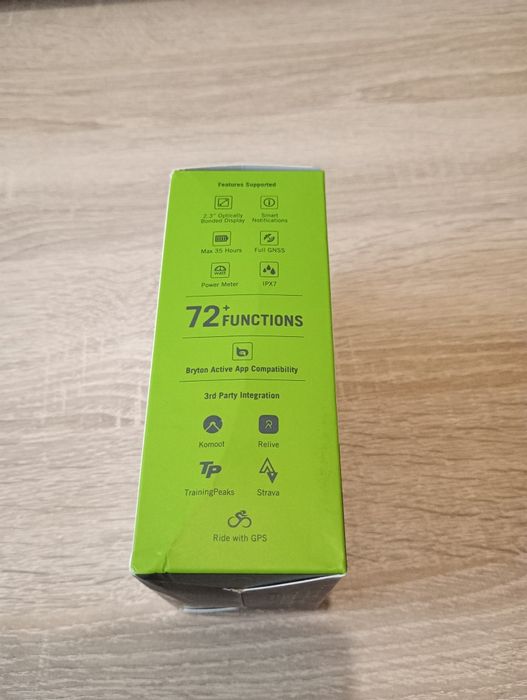 Features Supported
2.3" Optically
Bonded Display
Smart
Notifications
Max 35 Hours
Full GNSS
watt
Power Meter
IPX7
72+ FUNCTIONS
Bryton Active App Compatibility
3rd Party Integration
Komoot
Relive
TP
TrainingPeaks
Strava
Ride with GPS